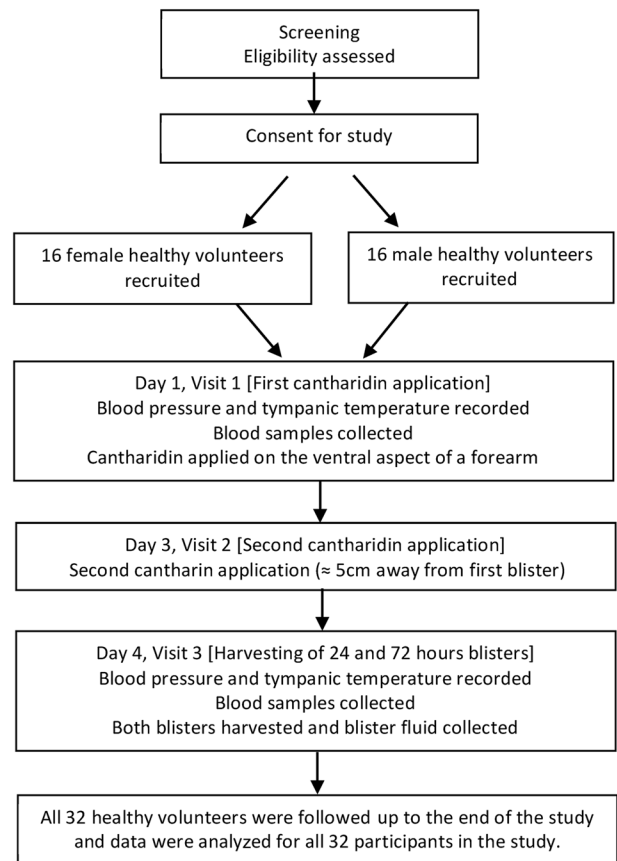 Screening
Eligibility assessed
Consent for study
16 female healthy volunteers
recruited
16 male healthy volunteers
recruited
Day 1, Visit 1 [First cantharidin application]
Blood pressure and tympanic temperature recorded
Blood samples collected
Cantharidin applied on the ventral aspect of a forearm
Day 3, Visit 2 [Second cantharidin application]
Second cantharin application (≈ 5cm away from first blister)
Day 4, Visit 3 [Harvesting of 24 and 72 hours blisters]
Blood pressure and tympanic temperature recorded
Blood samples collected
Both blisters harvested and blister fluid collected
All 32 healthy volunteers were followed up to the end of the study
and data were analyzed for all 32 participants in the study.